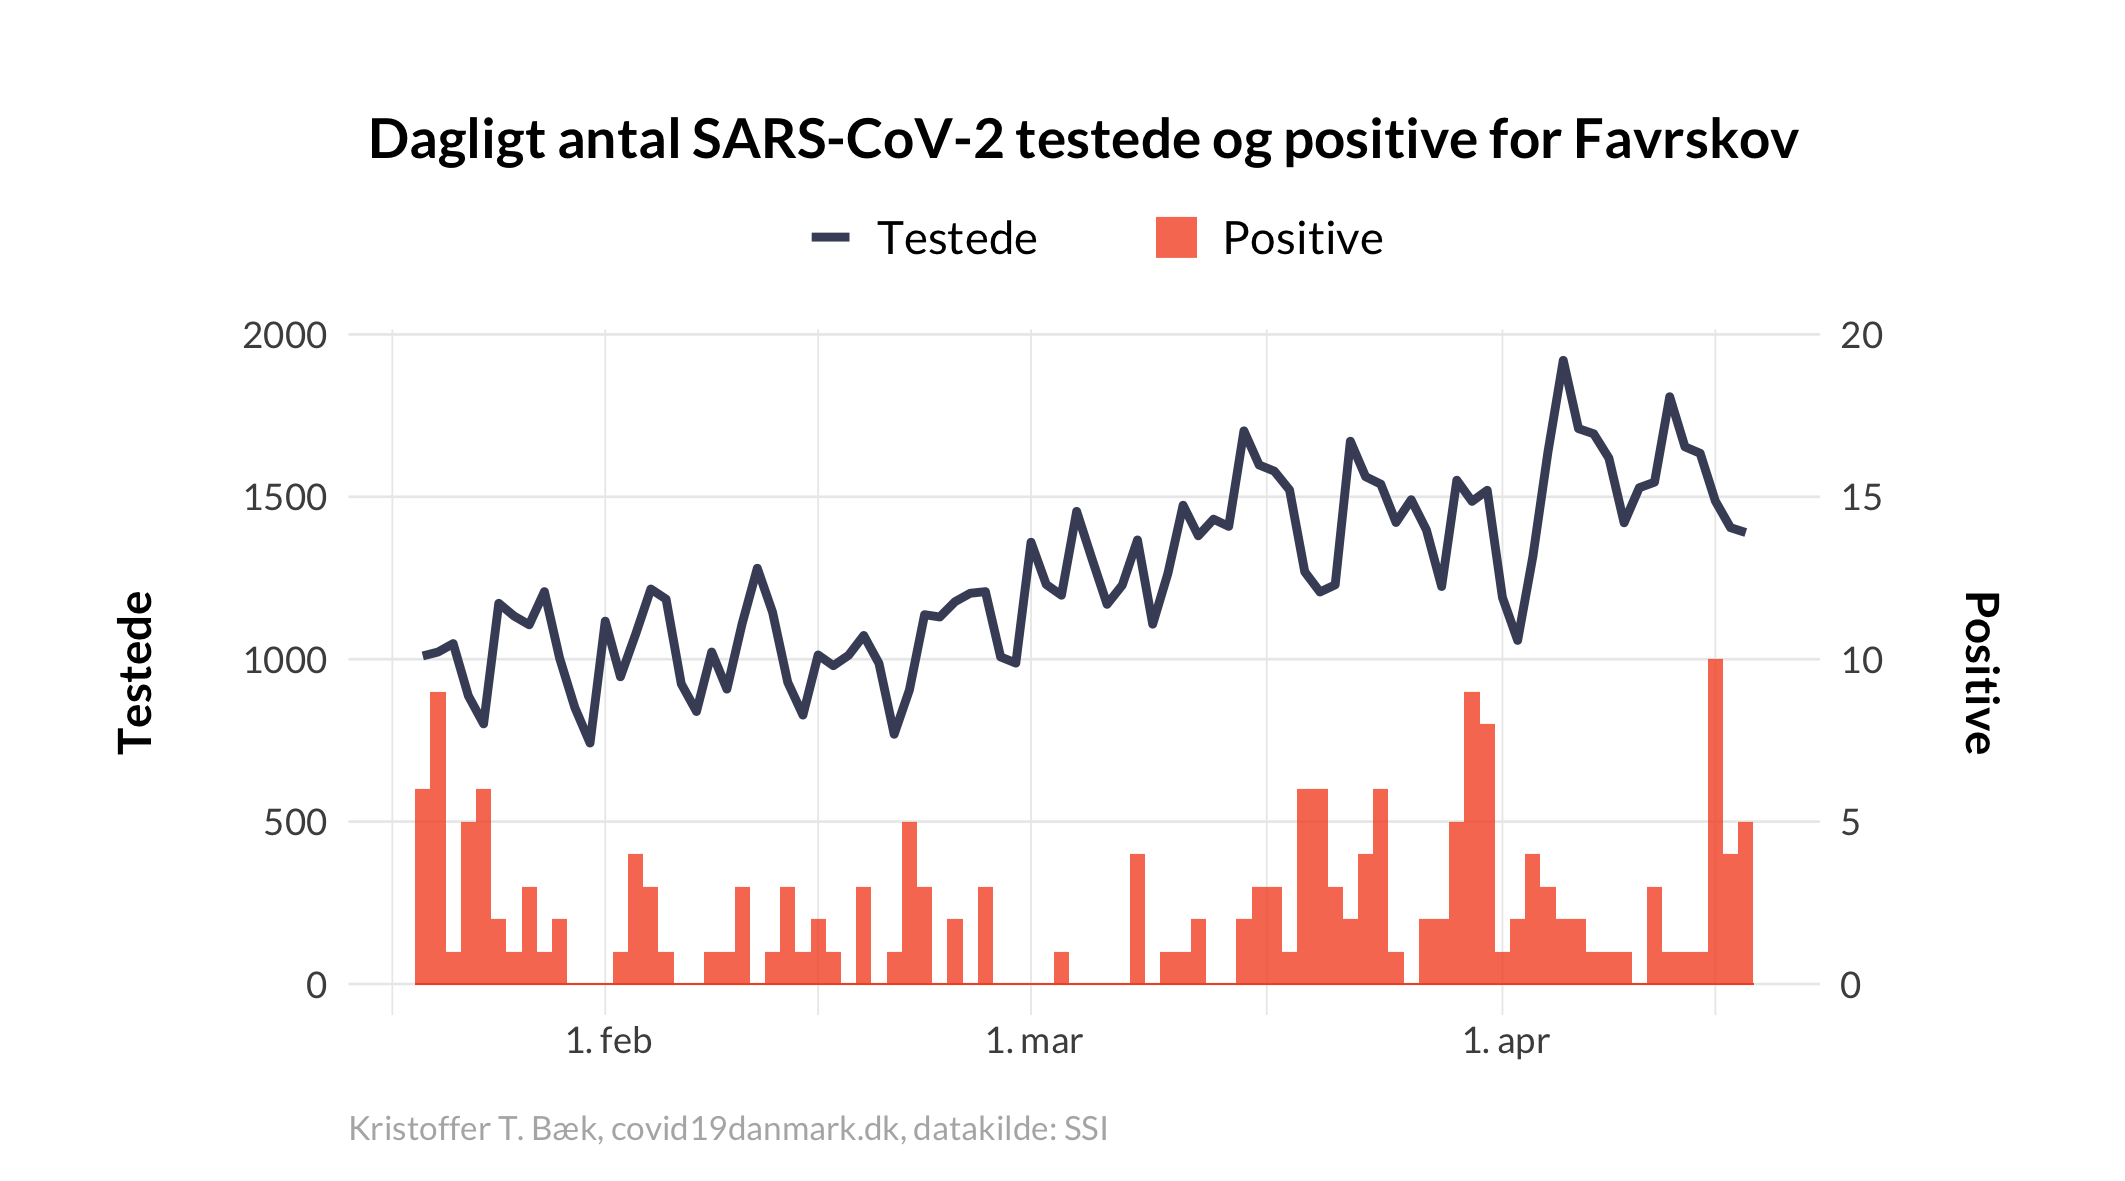 Dagligt antal SARS-CoV-2 testede og positive for Favrskov
Testede
Positive
2000
1500
1000
500
0
Testede
20
15
10
5
0
Positive
1. feb
1. mar
1. apr
Kristoffer T. Bæk, covid19danmark.dk, datakilde: SSI